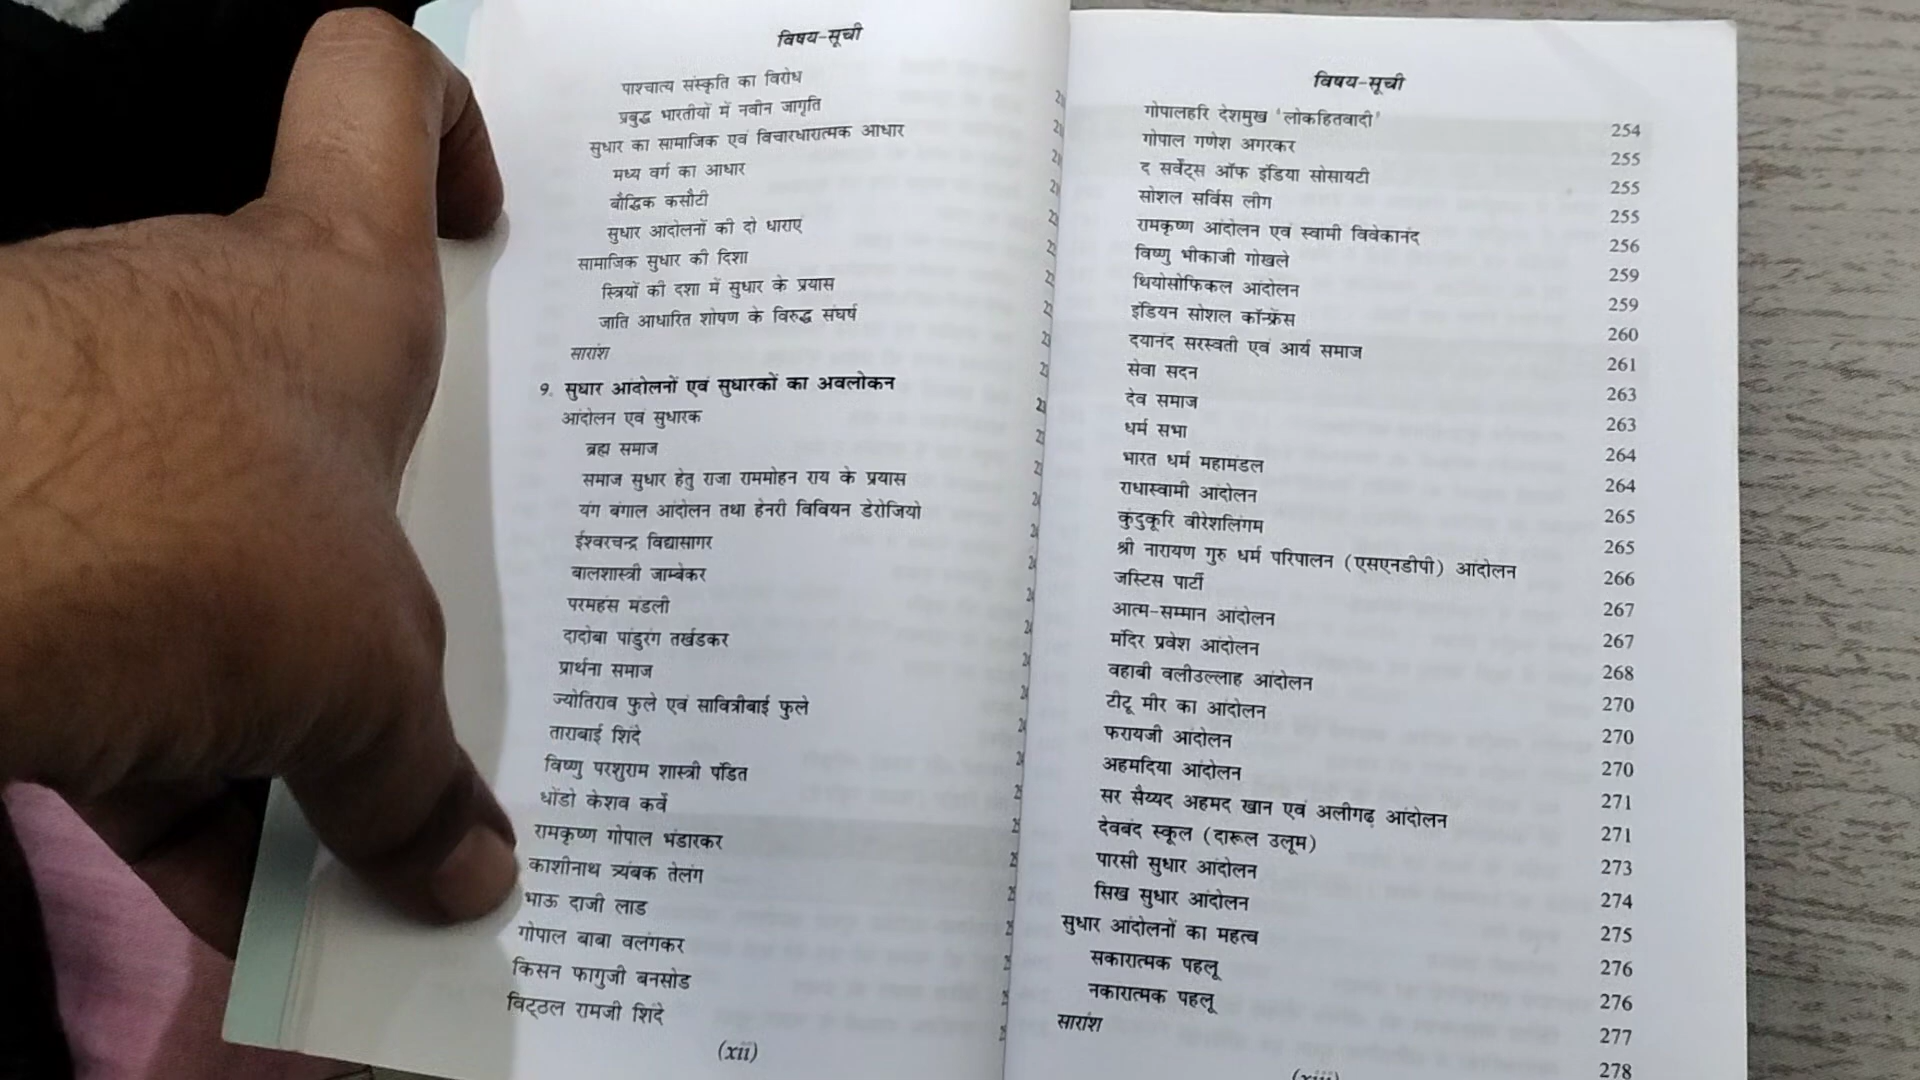 विषय-सूची
पाश्चात्य संस्कृति का विरोध
प्रबुद्ध भारतीयों में नवीन जागृति
सुधार का सामाजिक एवं विचारधारात्मक आधार
मध्य वर्ग का आधार
बौद्धिक कसौटी
सुधार आंदोलनों की दो धाराएं
सामाजिक सुधार की दिशा
स्त्रियों की दशा में सुधार के प्रयास
जाति आधारित शोषण के विरुद्ध संघर्ष
सारांश
9. सुधार आंदोलनों एवं सुधारकों का अवलोकन
आंदोलन एवं सुधारक
ब्रह्म समाज
समाज सुधार हेतु राजा राममोहन राय के प्रयास
यंग बंगाल आंदोलन तथा हेनरी विवियन डेरोजियो
ईश्वरचन्द्र विद्यासागर
बालशास्त्री जाम्बेकर
परमहंस मंडली
दादोबा पांडुरंग तर्खडकर
प्रार्थना समाज
ज्योतिराव फुले एवं सावित्रीबाई फुले
ताराबाई शिंदे
विष्णु परशुराम शास्त्री पंडित
धोंडो केशव कर्वे
रामकृष्ण गोपाल भंडारकर
काशीनाथ त्र्यंबक तेलंग
भाऊ दाजी लाड
गोपाल बाबा वलंगकर
किसन फागुजी बनसोड
विट्ठल रामजी शिंदे
(xii)
विषय-सूची
गोपालहरि देशमुख 'लोकहितवादी' 254
गोपाल गणेश अगरकर 255
द सर्वेंट्स ऑफ इंडिया सोसायटी 255
सोशल सर्विस लीग 255
रामकृष्ण आंदोलन एवं स्वामी विवेकानंद 256
विष्णु भीकाजी गोखले 259
थियोसोफिकल आंदोलन 259
इंडियन सोशल कॉन्फ्रेंस 260
दयानंद सरस्वती एवं आर्य समाज 261
सेवा सदन 263
देव समाज 263
धर्म सभा 264
भारत धर्म महामंडल 264
राधास्वामी आंदोलन 265
कुंदुकूरि वीरेशलिंगम 265
श्री नारायण गुरु धर्म परिपालन (एसएनडीपी) आंदोलन 266
जस्टिस पार्टी 267
आत्म-सम्मान आंदोलन 267
मंदिर प्रवेश आंदोलन 268
वहाबी वलीउल्लाह आंदोलन 270
टीटू मीर का आंदोलन 270
फरायजी आंदोलन 270
अहमदिया आंदोलन 271
सर सैय्यद अहमद खान एवं अलीगढ़ आंदोलन 271
देवबंद स्कूल (दारूल उलूम) 273
पारसी सुधार आंदोलन 274
सिख सुधार आंदोलन 275
सुधार आंदोलनों का महत्व 276
सकारात्मक पहलू 276
नकारात्मक पहलू 277
सारांश 278